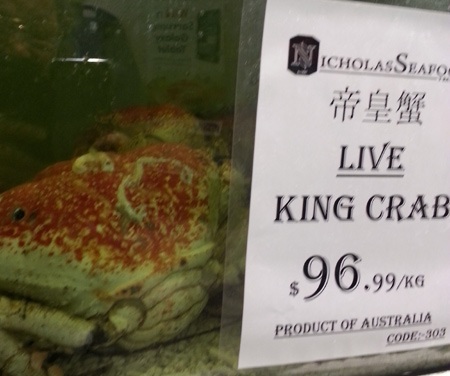 NICHOLAS SEAFO
帝皇蟹
LIVE
KING CRAB
$96.99/KG
PRODUCT OF AUSTRALIA
CODE:-303